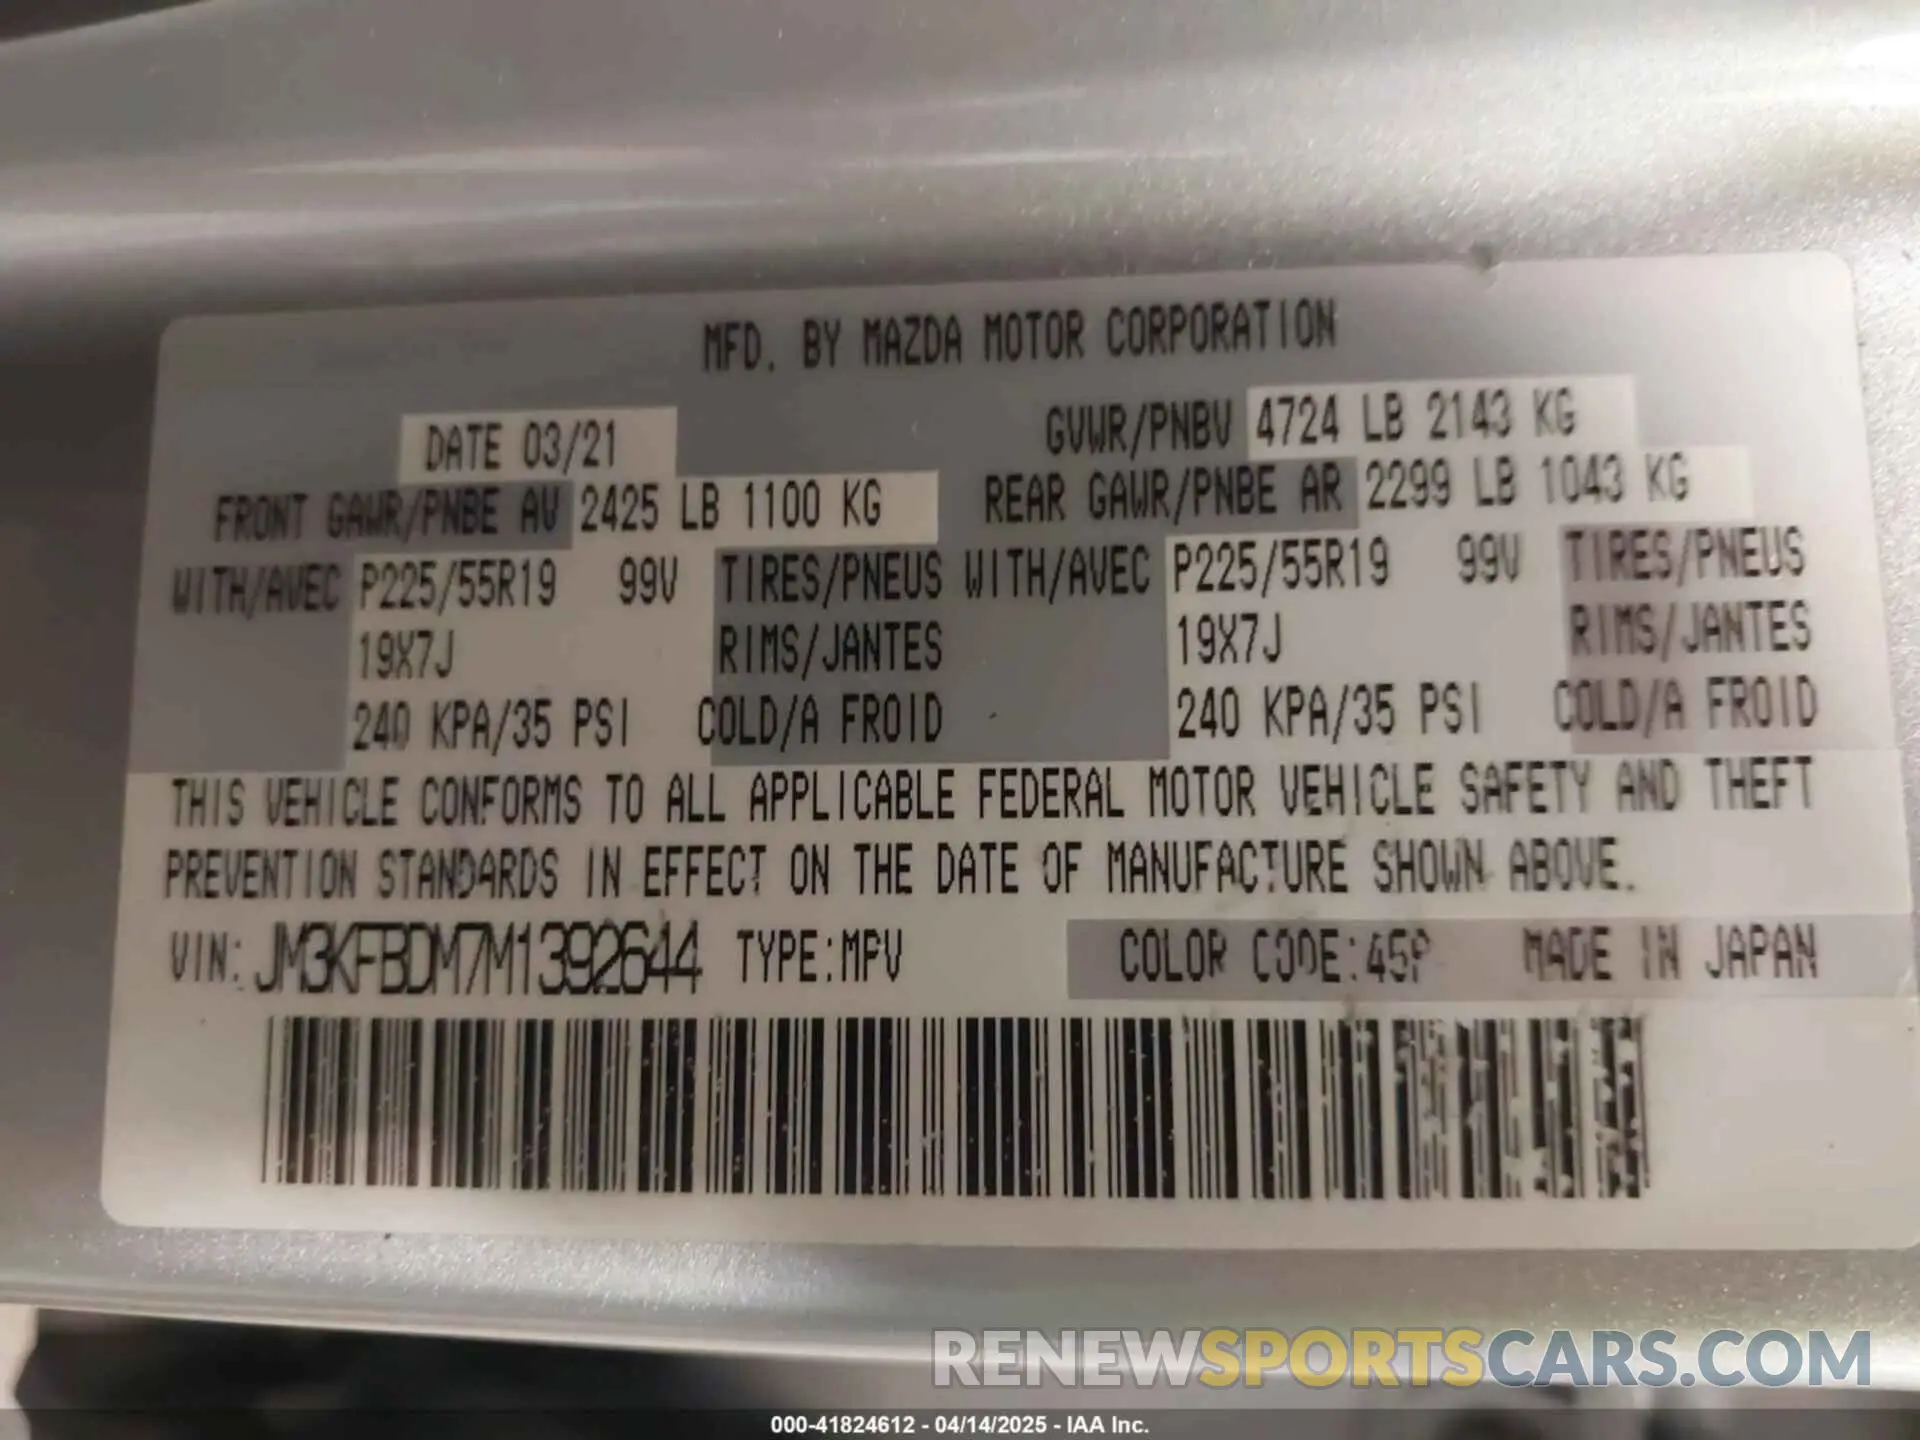 MFD. BY MAZDA MOTOR CORPORATION
DATE 03/21 GVWR/PNBV 4724 LB 2143 KG
FRONT GAWR/PNBE AV 2425 LB 1100 KG REAR GAWR/PNBE AR 2299 LB 1043 KG
WITH/AVEC P225/55R19 99V TIRES/PNEUS WITH/AVEC P225/55R19 99V TIRES/PNEUS
19X7J RIMS/JANTES 19X7J RIMS/JANTES
240 KPA/35 PSI COLD/A FROID 240 KPA/35 PSI COLD/A FROID
THIS VEHICLE CONFORMS TO ALL APPLICABLE FEDERAL MOTOR VEHICLE SAFETY AND THEFT
PREVENTION STANDARDS IN EFFECT ON THE DATE OF MANUFACTURE SHOWN ABOVE.
VIN: JM3KFBDM7M1392644 TYPE:MPV COLOR CODE:45P MADE IN JAPAN
RENEWSPORTSCARS.COM
000-41824612 - 04/14/2025 - IAA Inc.